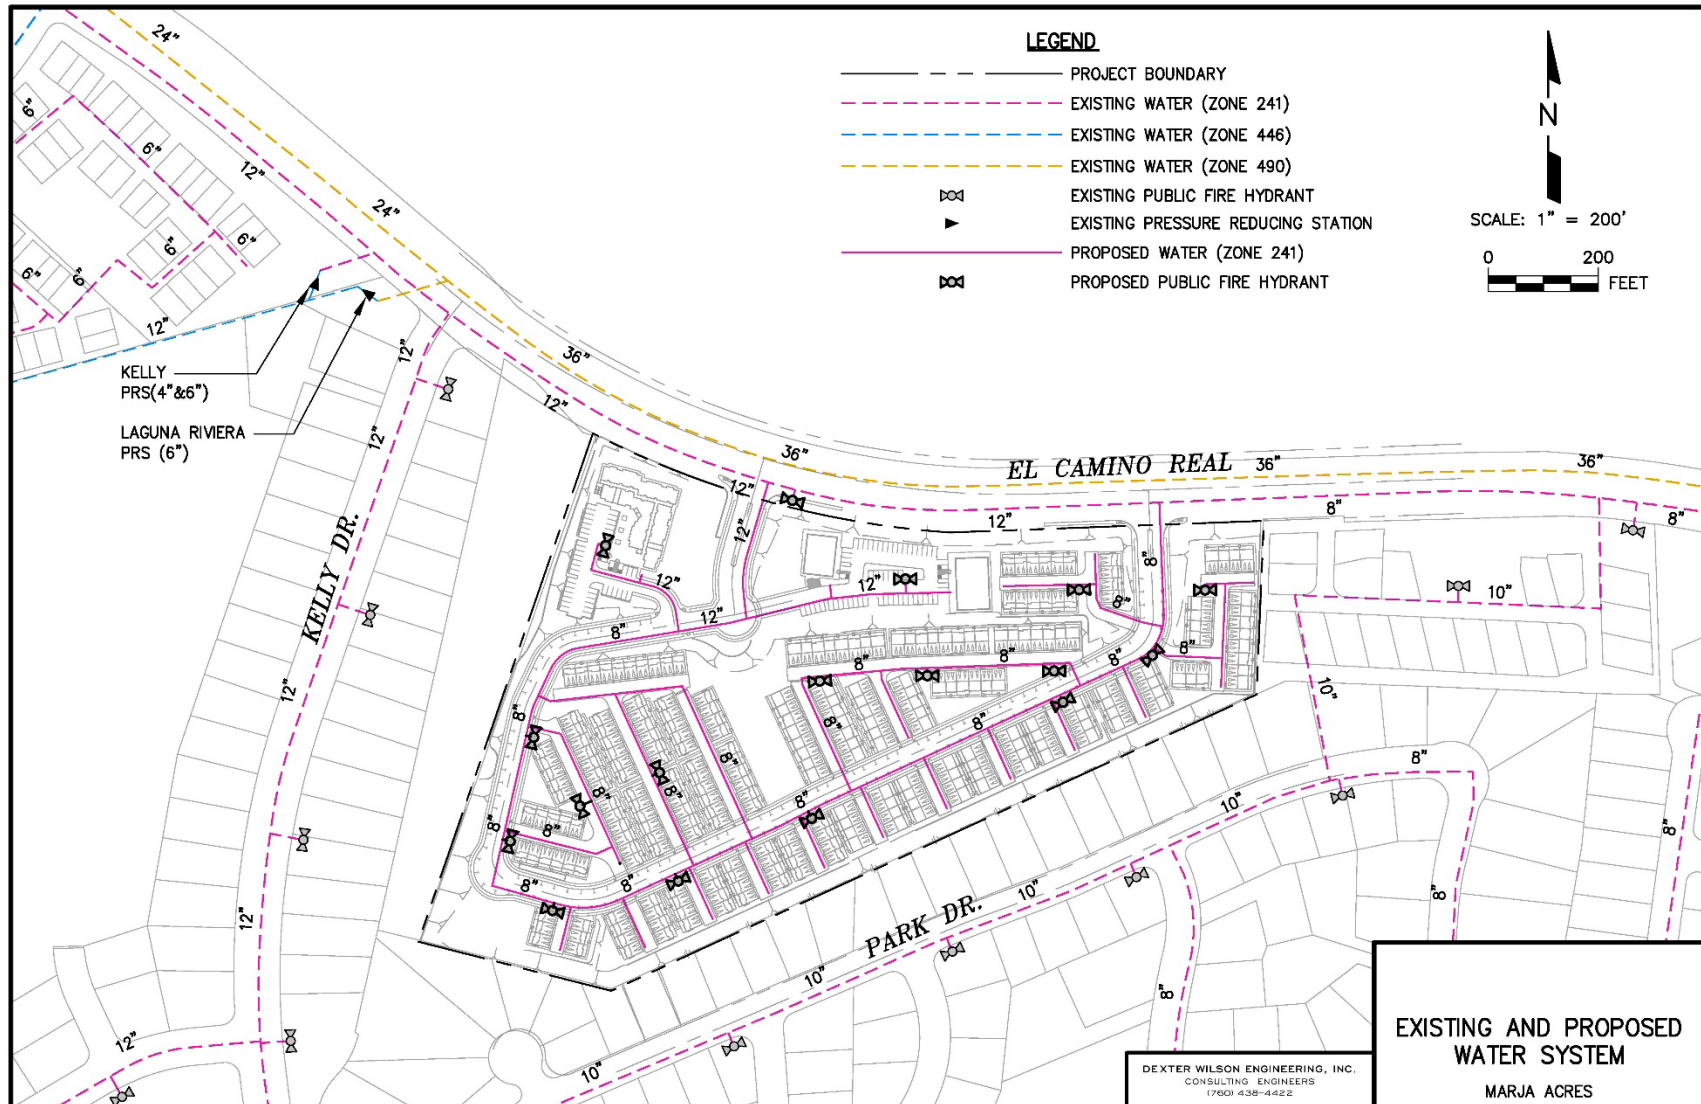 LEGEND
PROJECT BOUNDARY
EXISTING WATER (ZONE 241)
EXISTING WATER (ZONE 446)
EXISTING WATER (ZONE 490)
EXISTING PUBLIC FIRE HYDRANT
EXISTING PRESSURE REDUCING STATION
PROPOSED WATER (ZONE 241)
PROPOSED PUBLIC FIRE HYDRANT
N
SCALE: 1" = 200'
0 200
FEET
24"
6"
6"
12"
24"
6"
6"
6"
6"
12"
KELLY
PRS(4"&6")
LAGUNA RIVIERA
PRS (6")
12"
12"
36"
12"
36"
EL CAMINO REAL
36"
36"
12"
12"
12"
8"
8"
KELLY DR.
12"
12"
12"
12"
8"
8"
8"
10"
8"
8"
8"
8"
8"
10"
12"
8"
8"
8"
8"
8"
8"
8"
8"
8"
8"
8"
8"
10"
8"
8"
8"
10"
PARK DR.
10"
8"
12"
12"
10"
DEXTER WILSON ENGINEERING, INC.
CONSULTING ENGINEERS
(760) 438-4422
EXISTING AND PROPOSED
WATER SYSTEM
MARJA ACRES